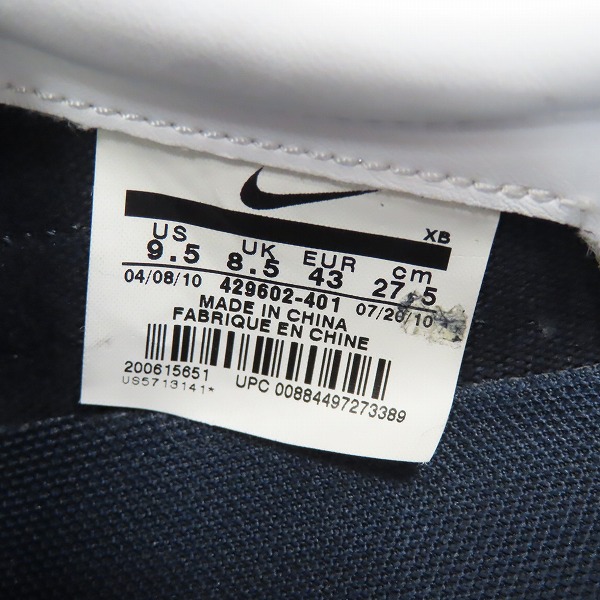 XB
US UK EUR cm
9.5 8.5 43 27.5
04/08/10 429602-401 07/20/10
MADE IN CHINA
FABRIQUE EN CHINE
200615651 UPC 00884497273389
US5713141*